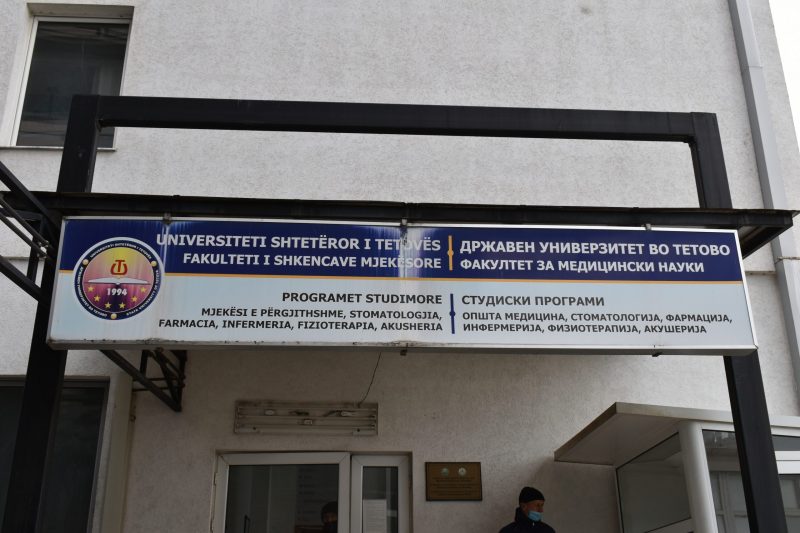 UNIVERSITETI SHTETËROR I TETOVËS
FAKULTETI I SHKENCAVE MJEKËSORE
PROGRAMET STUDIMORE
MJEKËSI E PËRGJITHSHME, STOMATOLOGJIA,
FARMACIA, INFERMERIA, FIZIOTERAPIA, AKUSHERIA
ДРЖАВЕН УНИВЕРЗИТЕТ ВО ТЕТОВО
ФАКУЛТЕТ ЗА МЕДИЦИНСКИ НАУКИ
СТУДИСКИ ПРОГРАМИ
ОПШТА МЕДИЦИНА, СТОМАТОЛОГИЈА, ФАРМАЦИЈА,
ИНФЕРМЕРИЈА, ФИЗИОТЕРАПИЈА, АКУШЕРИЈА
1994